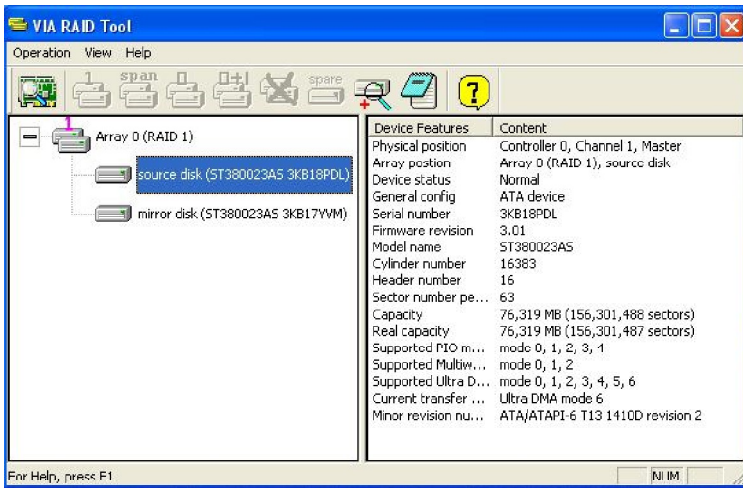 VIA RAID Tool
Operation View Help
1 span 0 0+1 spare ?
1
Array 0 (RAID 1)
source disk (ST380023AS 3KB18PDL)
mirror disk (ST380023AS 3KB17YVM)
Device Features Content
Physical position Controller 0, Channel 1, Master
Array postion Array 0 (RAID 1), source disk
Device status Normal
General config ATA device
Serial number 3KB18PDL
Firmware revision 3.01
Model name ST380023AS
Cylinder number 16383
Header number 16
Sector number pe... 63
Capacity 76,319 MB (156,301,488 sectors)
Real capacity 76,319 MB (156,301,487 sectors)
Supported PIO m... mode 0, 1, 2, 3, 4
Supported Multiw... mode 0, 1, 2
Supported Ultra D... mode 0, 1, 2, 3, 4, 5, 6
Current transfer ... Ultra DMA mode 6
Minor revision nu... ATA/ATAPI-6 T13 1410D revision 2
For Help, press F1
NUM